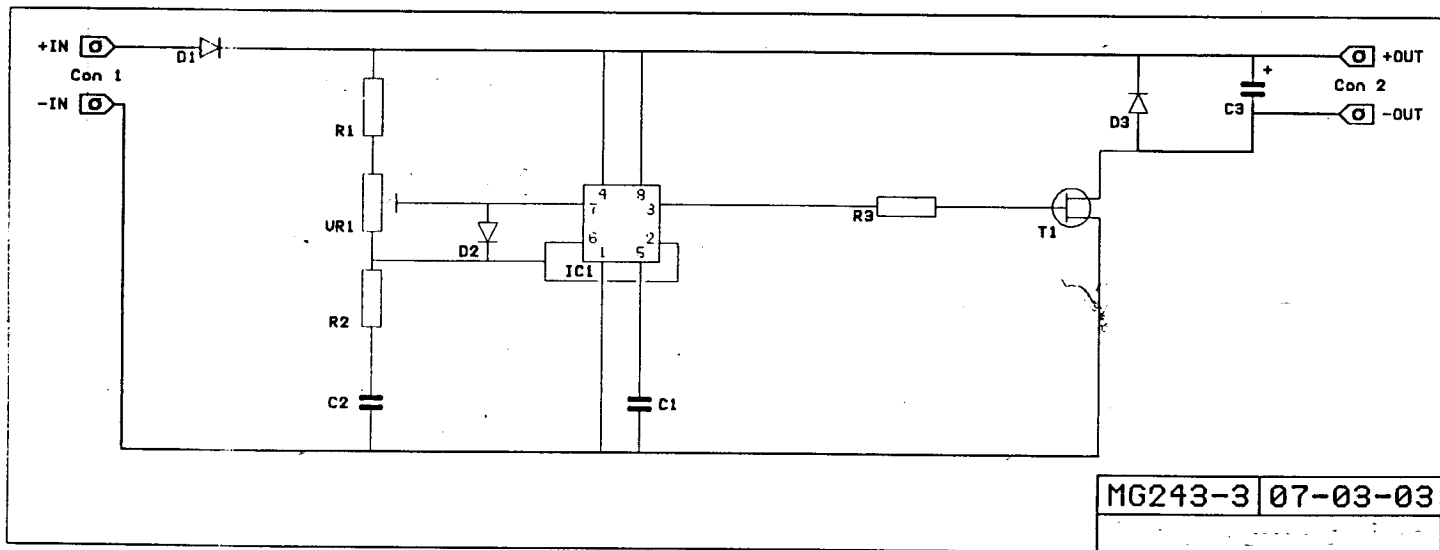 +IN
D1
+OUT
Con 1
+
Con 2
-IN
C3
-OUT
D3
R1
4
8
7
3
R3
VR1
T1
6
2
D2
1
5
IC1
R2
C2
C1
MG243-3
07-03-03